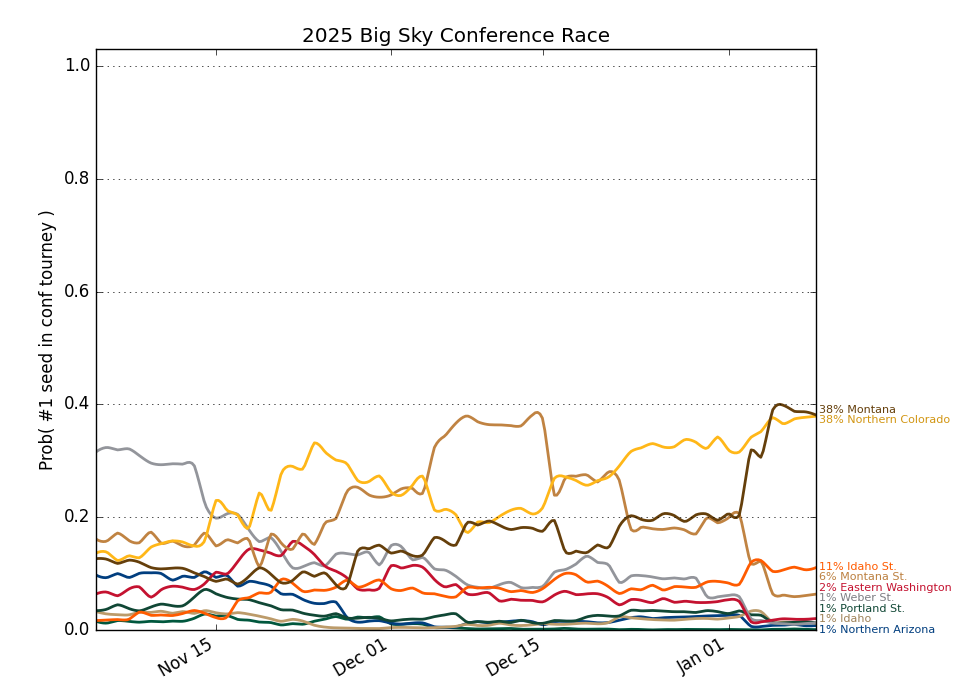 2025 Big Sky Conference Race
Prob( #1 seed in conf tourney )
1.0
0.8
0.6
0.4
0.2
0.0
Nov 15
Dec 01
Dec 15
Jan 01
38% Montana
38% Northern Colorado
11% Idaho St.
6% Montana St.
2% Eastern Washington
1% Weber St.
1% Portland St.
1% Idaho
1% Northern Arizona